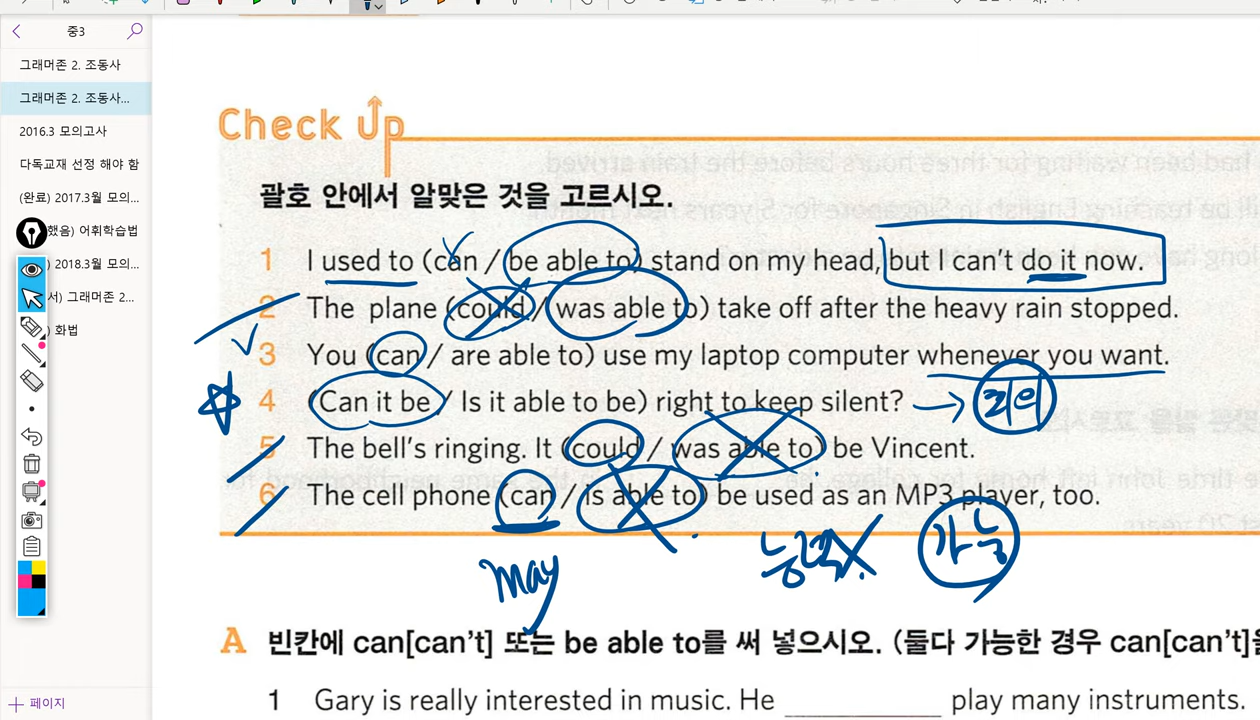 중3
그래머존 2. 조동사
그래머존 2. 조동사...
2016.3 모의고사
다독교재 선정 해야 함
(완료) 2017.3월 모의...
했음) 어휘학습법
) 2018.3월 모의...
서) 그래머존 2...
) 화법
페이지
Check Up
괄호 안에서 알맞은 것을 고르시오.
1 I used to (can / be able to) stand on my head, but I can't do it now.
2 The plane (could / was able to) take off after the heavy rain stopped.
3 You (can / are able to) use my laptop computer whenever you want.
4 (Can it be / Is it able to be) right to keep silent?
5 The bell's ringing. It (could / was able to) be Vincent.
6 The cell phone (can / is able to) be used as an MP3 player, too.
may 능력 가능
A 빈칸에 can[can't] 또는 be able to를 써 넣으시오. (둘다 가능한 경우 can[can't]을
1 Gary is really interested in music. He ________ play many instruments.